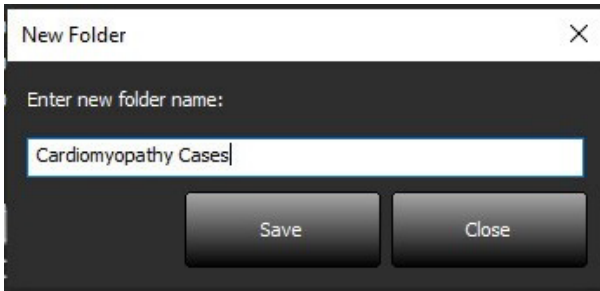 New Folder
Enter new folder name:
Cardiomyopathy Cases
Save Close